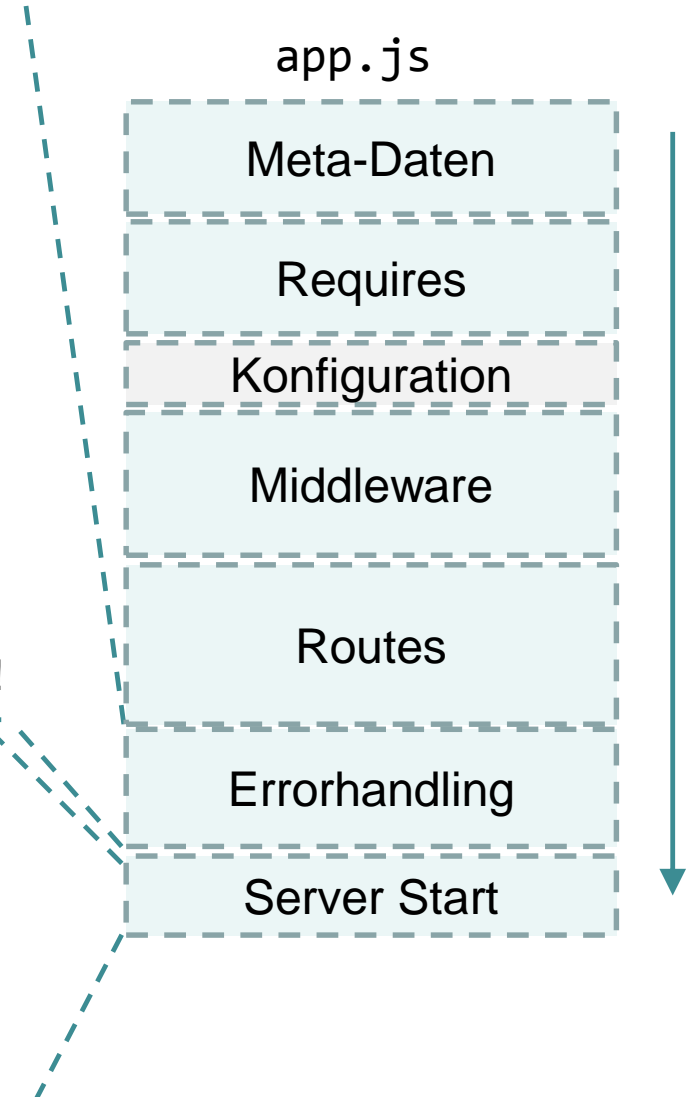 app.js
Meta-Daten
Requires
Konfiguration
Middleware
Routes
Errorhandling
Server Start